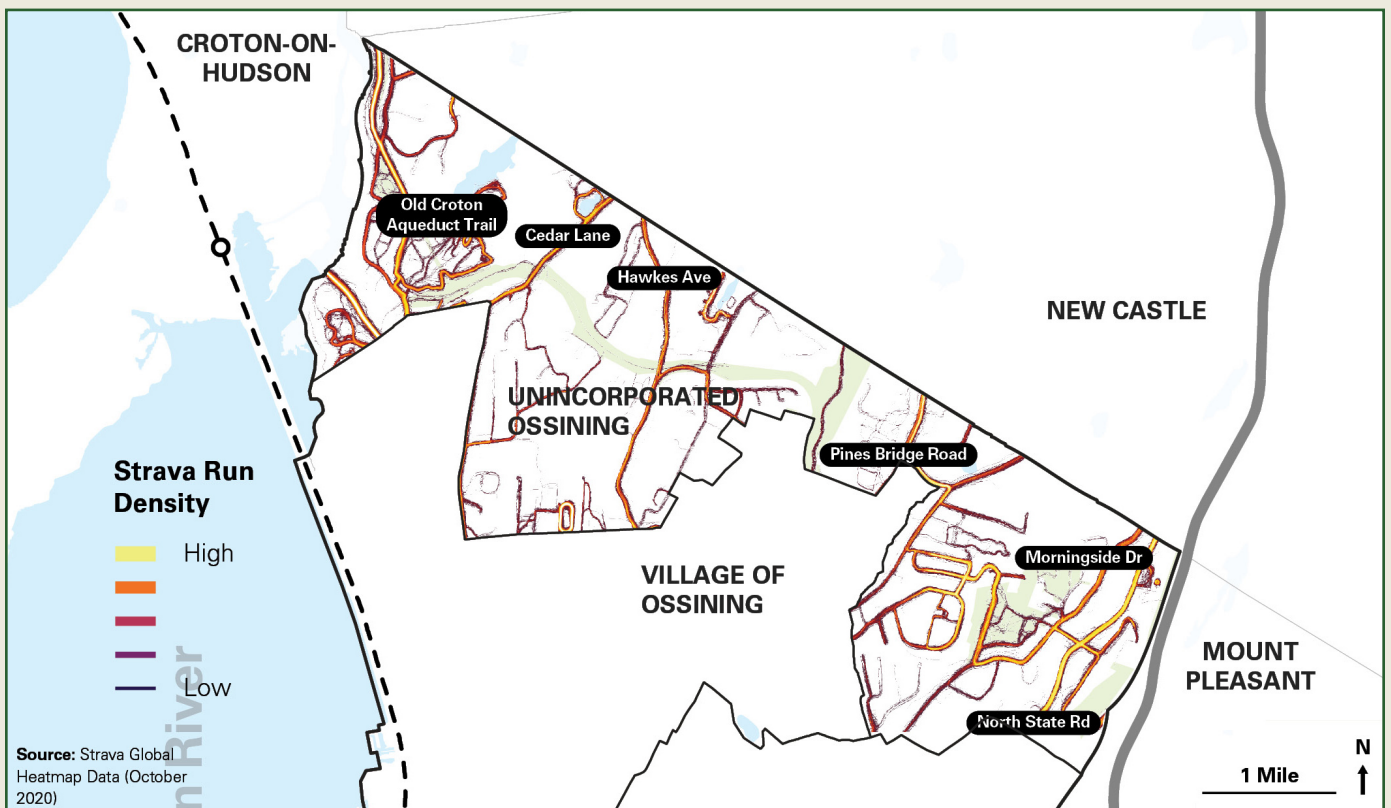 CROTON-ON-
HUDSON
Old Croton
Aqueduct Trail
Cedar Lane
Hawkes Ave
NEW CASTLE
UNINCORPORATED
OSSINING
Pines Bridge Road
Strava Run
Density
High
Low
Morningside Dr
VILLAGE OF
OSSINING
MOUNT
PLEASANT
North State Rd
n River
Source: Strava Global
Heatmap Data (October
2020)
1 Mile
N